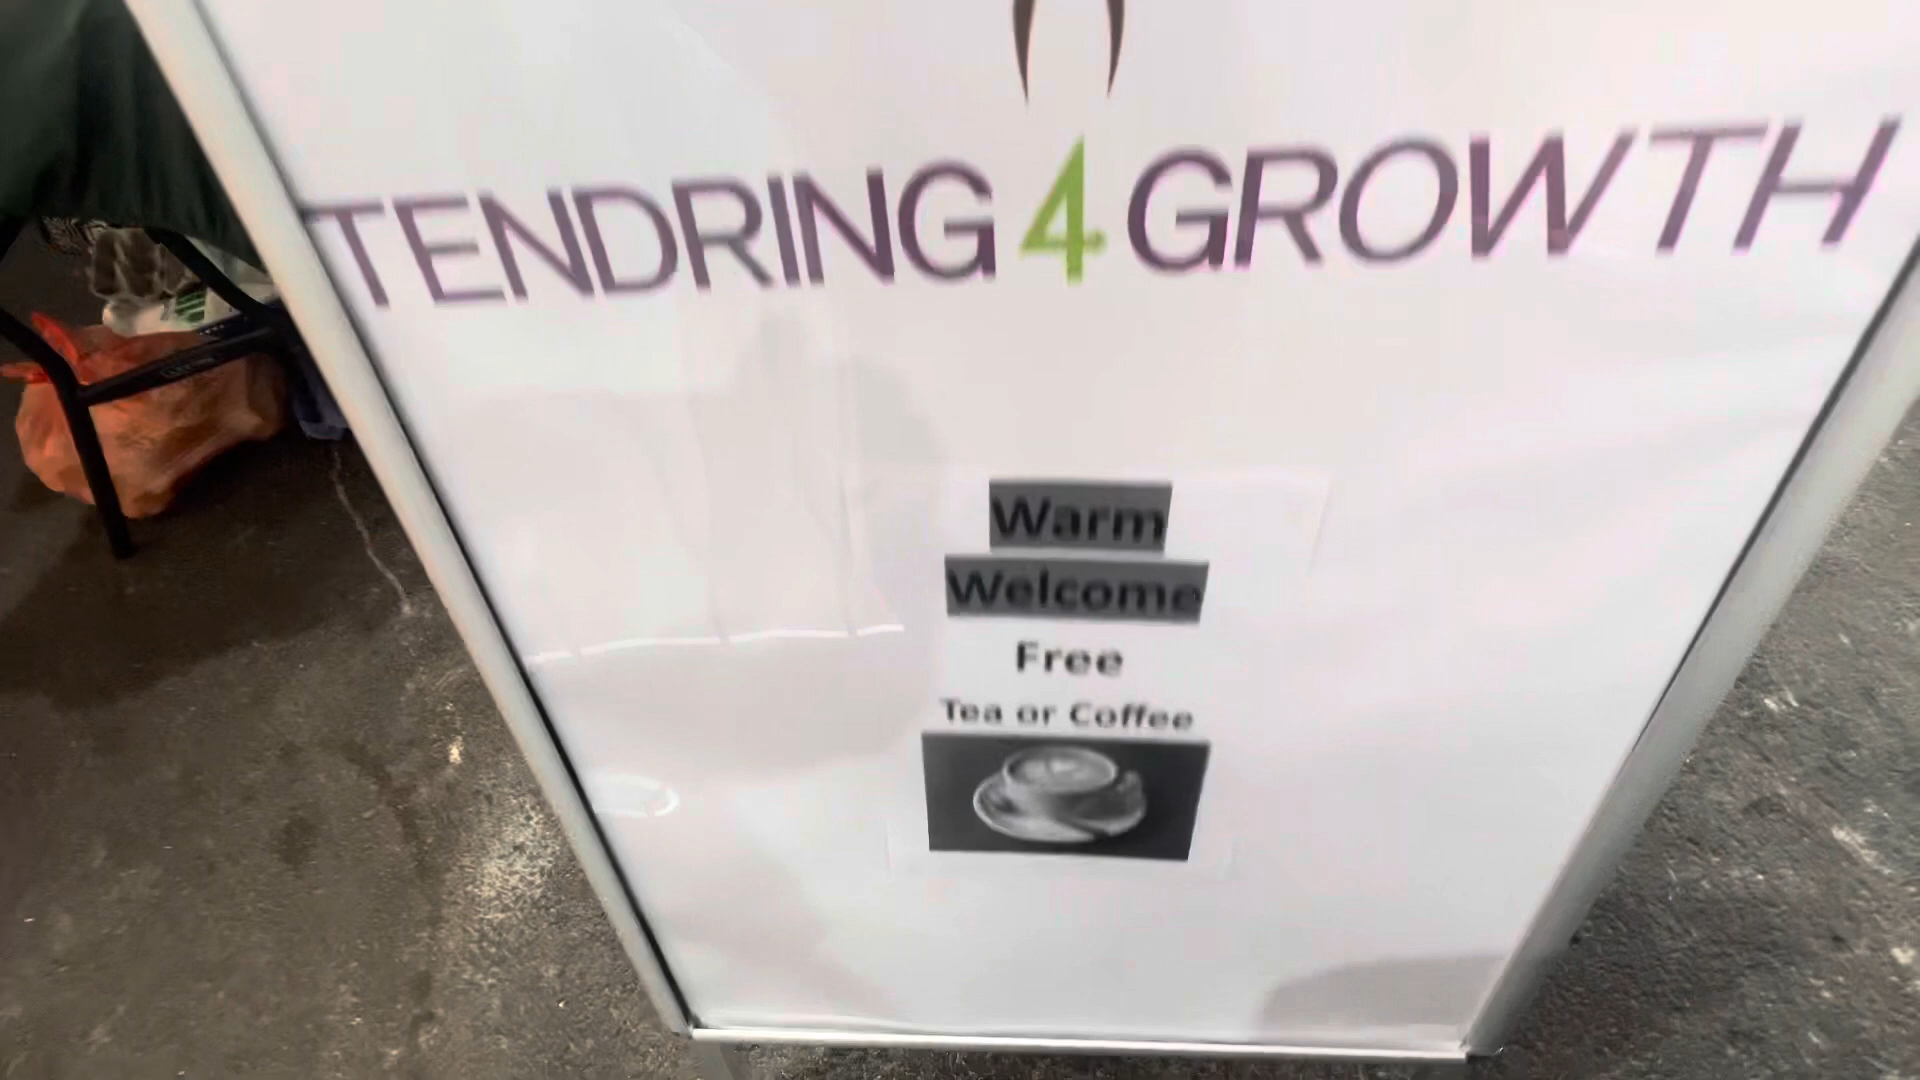 TENDRING 4 GROWTH
Warm
Welcome
Free
Tea or Coffee